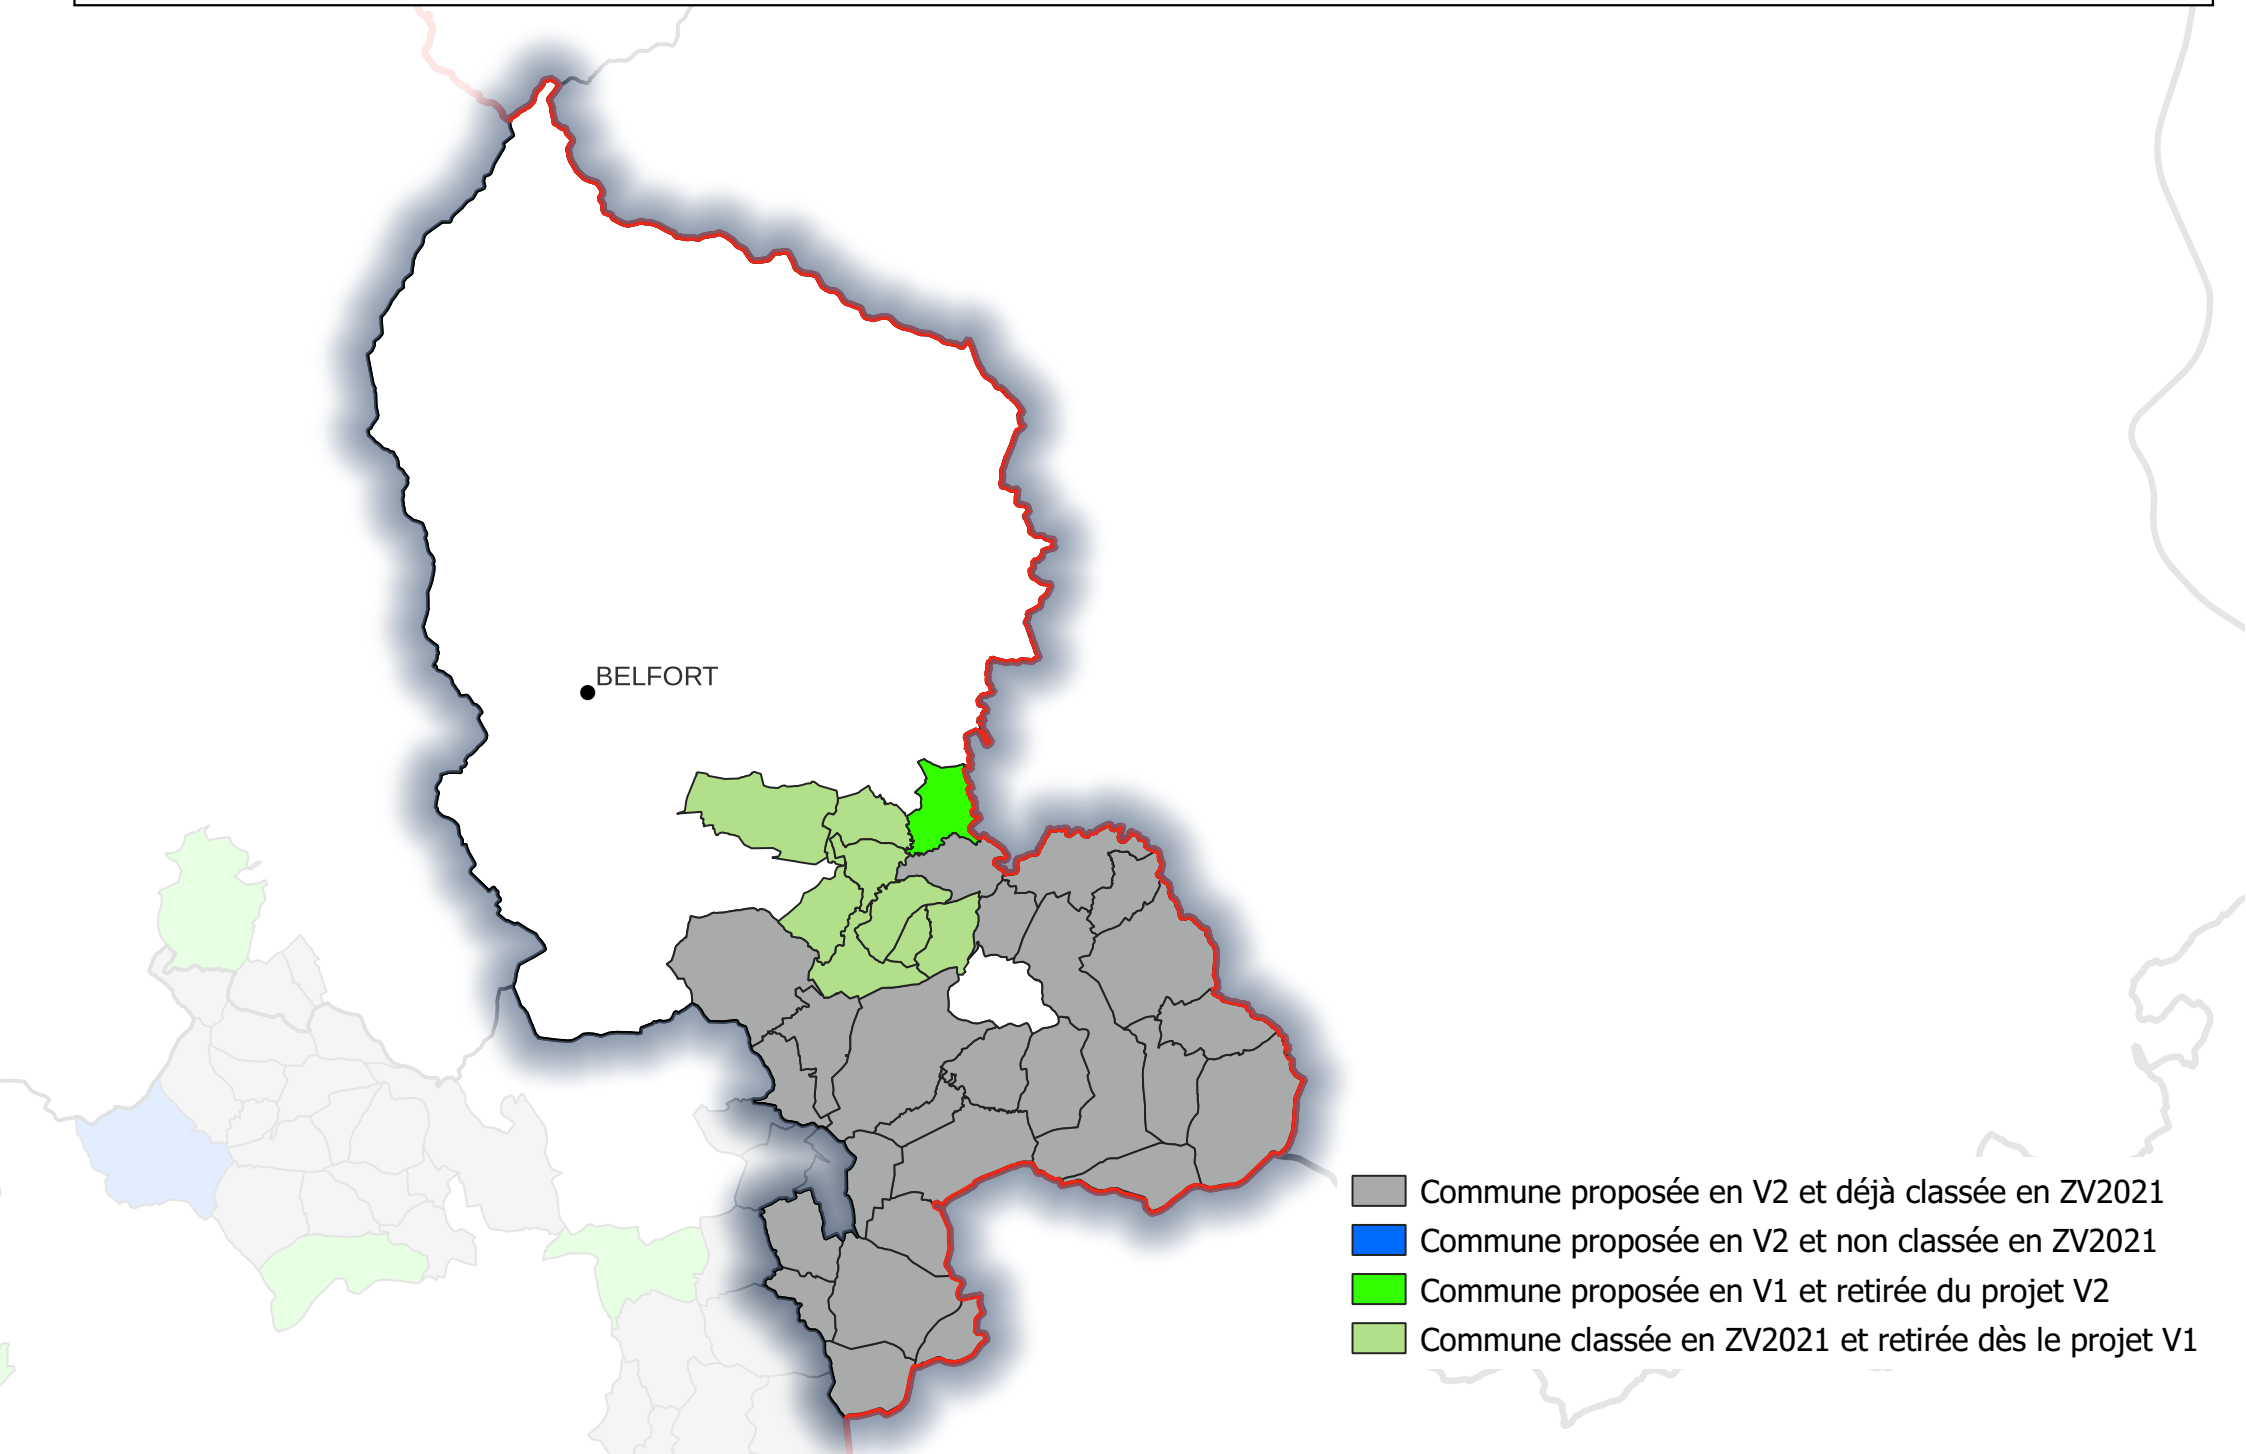 BELFORT
Commune proposée en V2 et déjà classée en ZV2021
Commune proposée en V2 et non classée en ZV2021
Commune proposée en V1 et retirée du projet V2
Commune classée en ZV2021 et retirée dès le projet V1